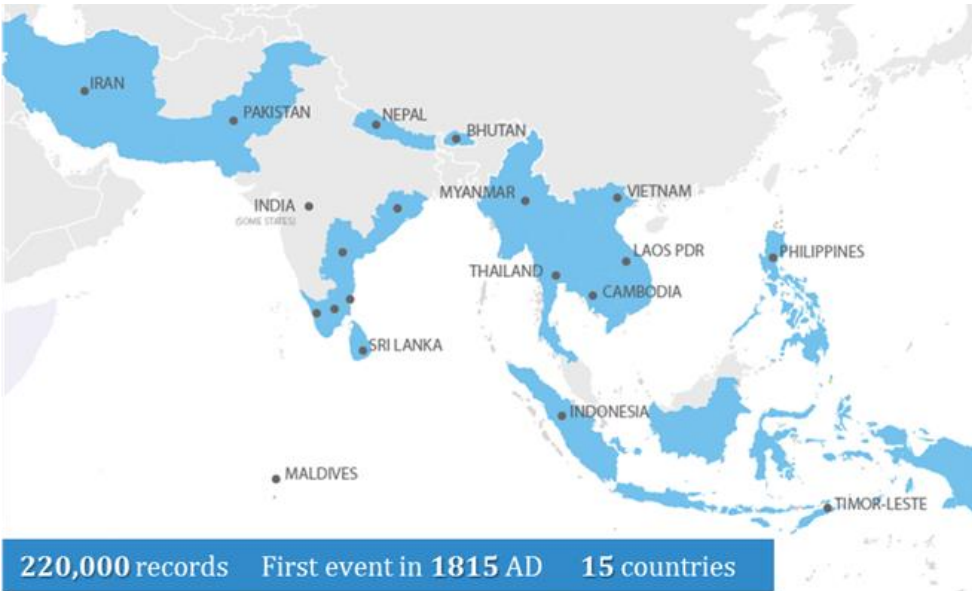 IRAN
PAKISTAN
NEPAL
BHUTAN
MYANMAR
VIETNAM
INDIA
(SOME STATES)
LAOS PDR
PHILIPPINES
THAILAND
CAMBODIA
SRI LANKA
INDONESIA
MALDIVES
TIMOR-LESTE
220,000 records First event in 1815 AD 15 countries